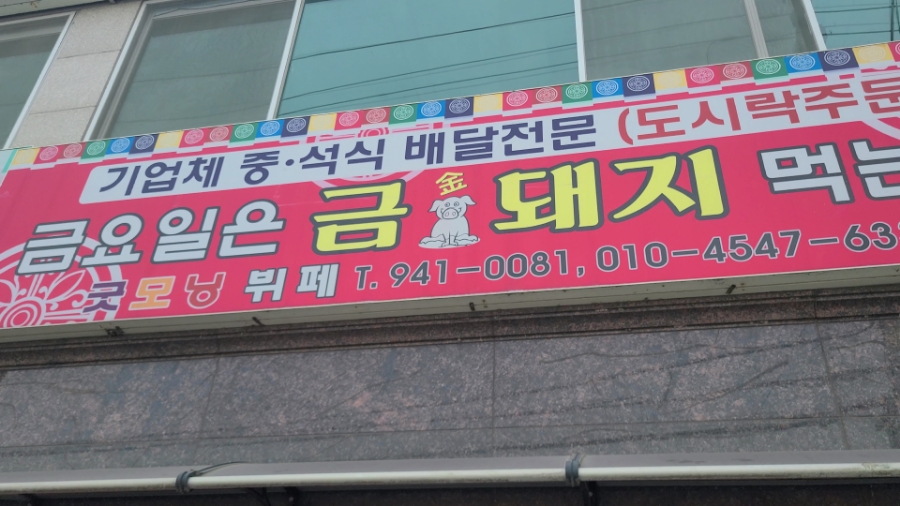 기업체 중·석식 배달전문 (도시락주문
금요일은 금 金 돼지 먹는
굿모닝 뷔페 T. 941-0081, 010-4547-63